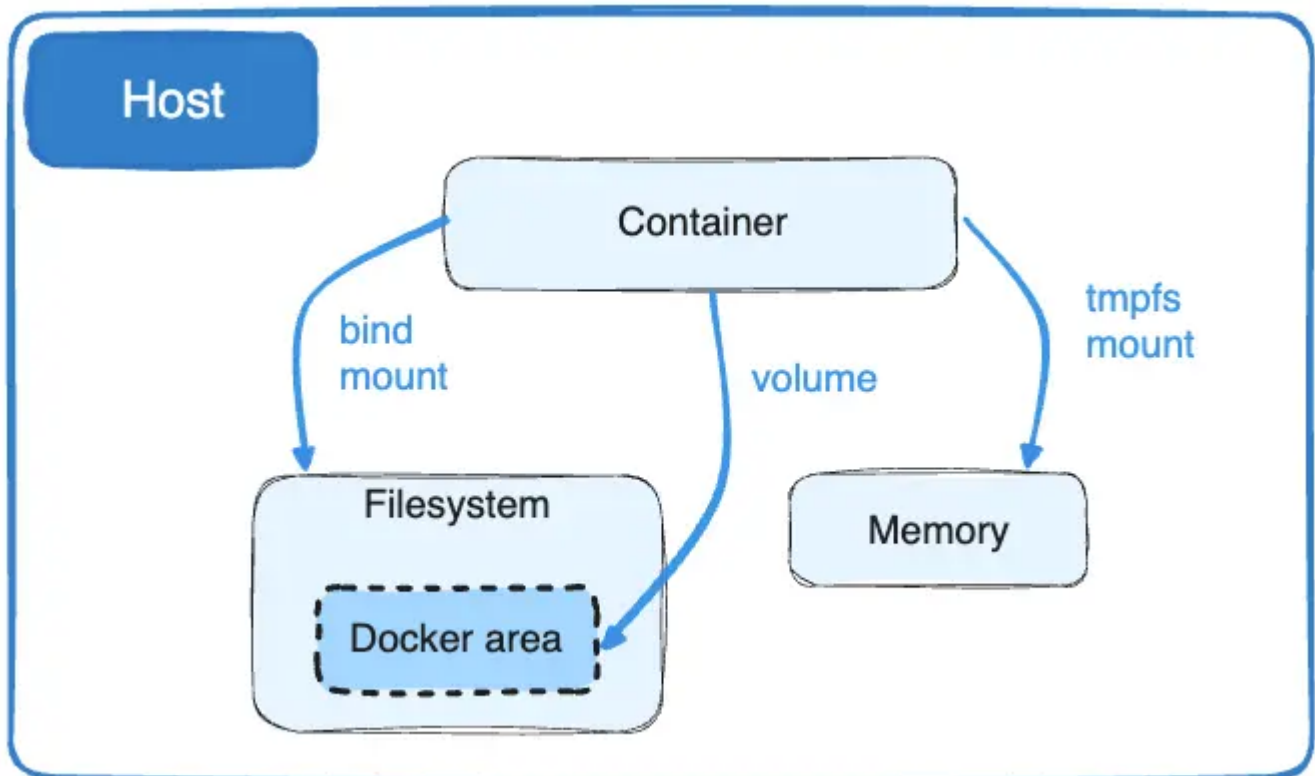 Host
Container
bind
mount
volume
tmpfs
mount
Filesystem
Docker area
Memory